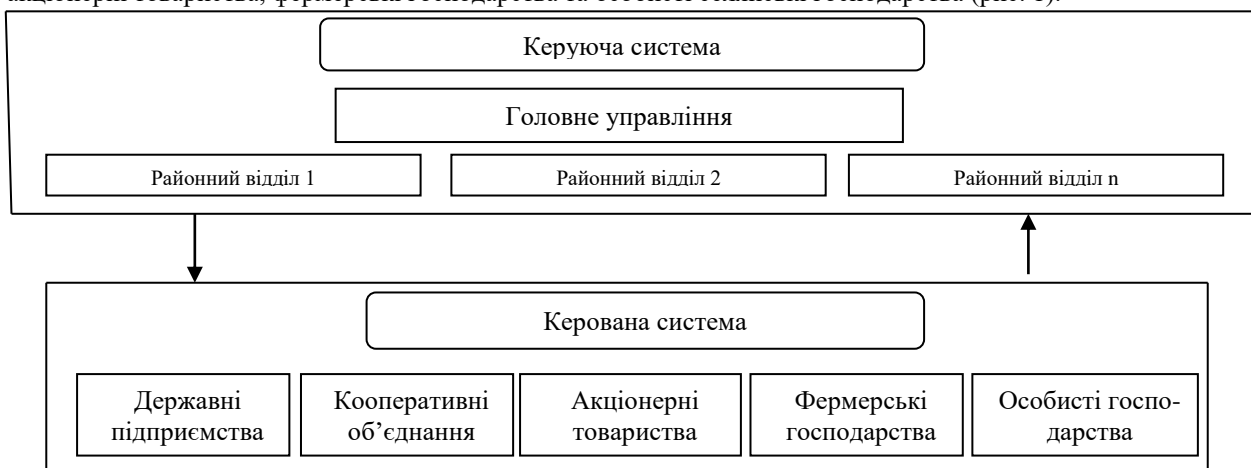 акціонерні товариства, фермерські господарства та особисті селянські господарства (рис. 1).
Керуюча система
Головне управління
Районний відділ 1
Районний відділ 2
Районний відділ n
Керована система
Державні
підприємства
Кооперативні
об’єднання
Акціонерні
товариства
Фермерські
господарства
Особисті госпо-
дарства